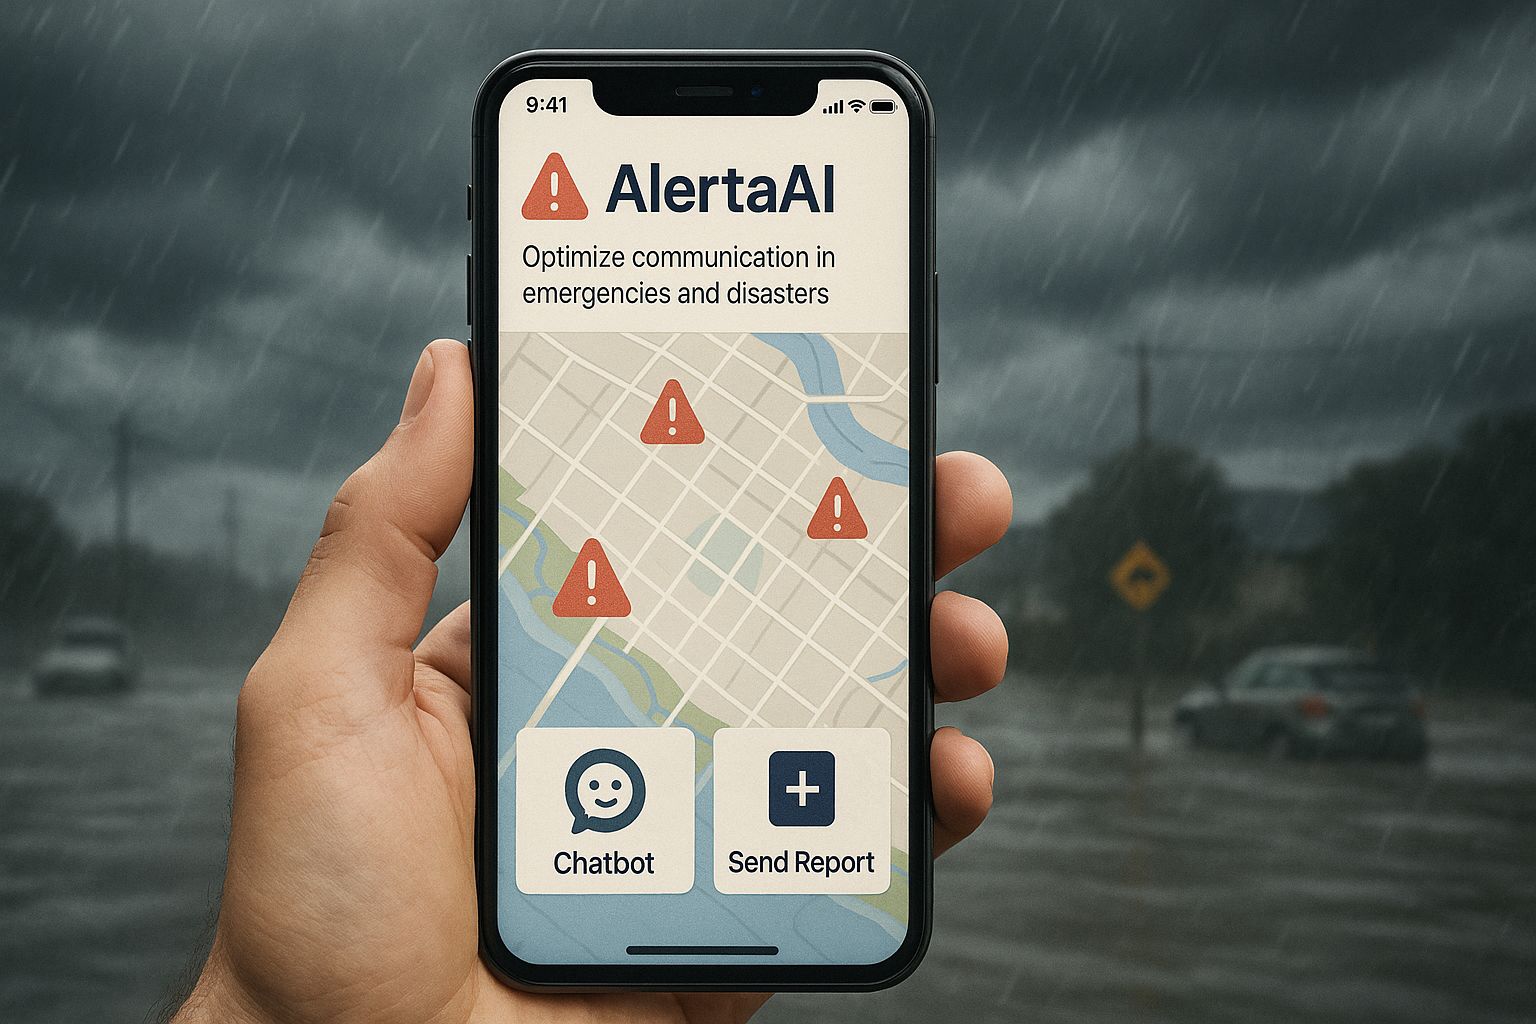 9:41
AlertaAI
Optimize communication in
emergencies and disasters
Chatbot
Send Report